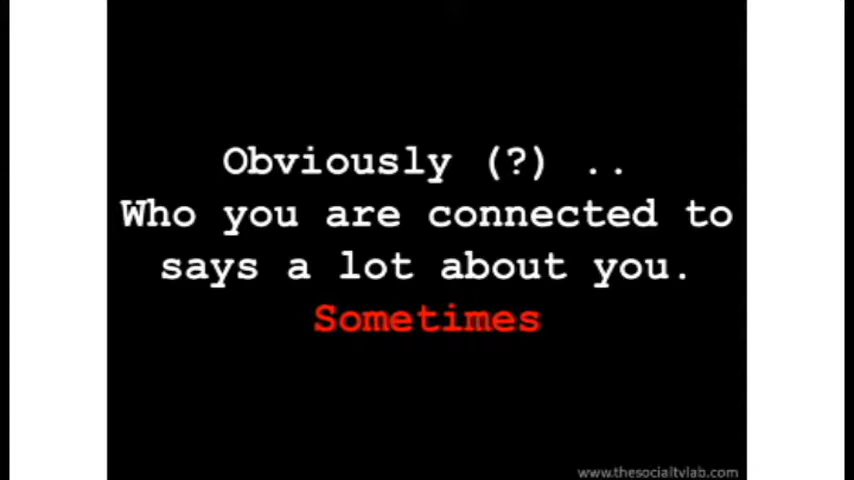 Obviously (?) ..
Who you are connected to
says a lot about you.
Sometimes
www.thesocialtvlab.com